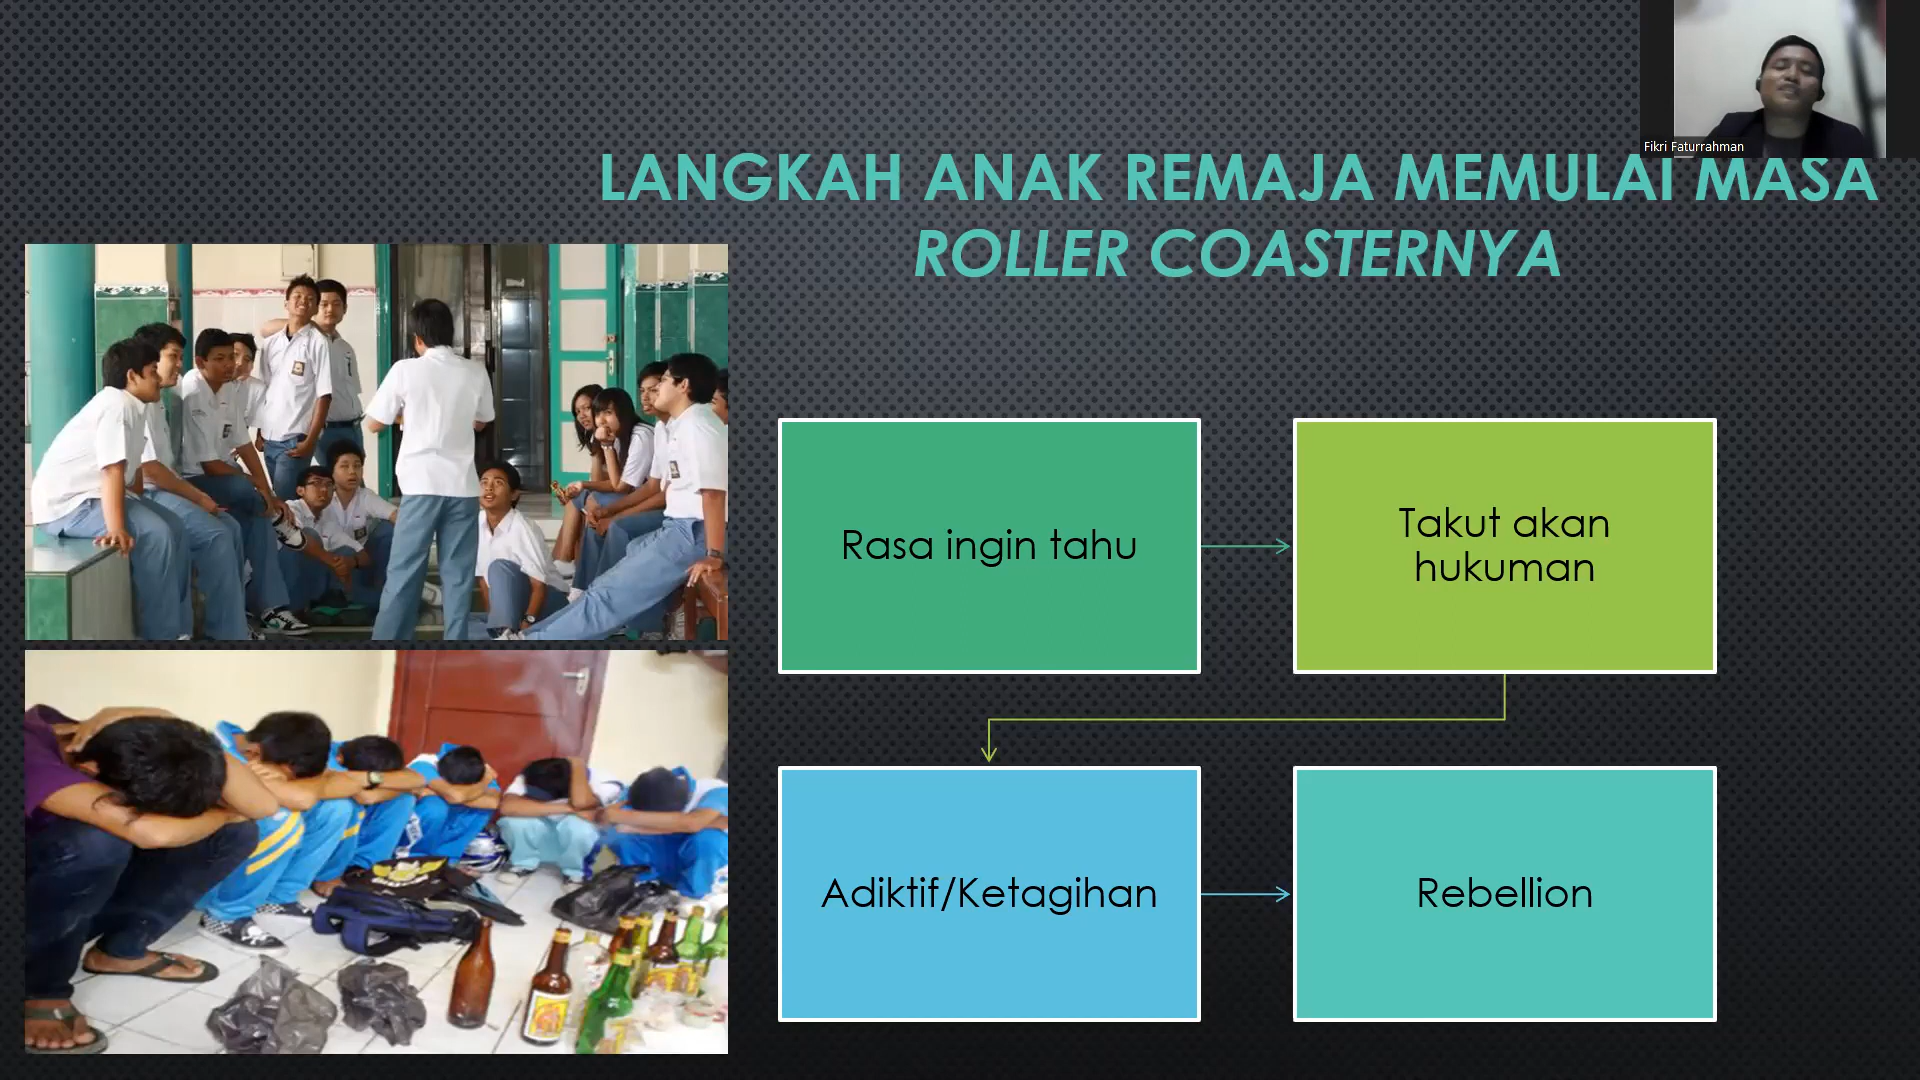 Fikri Faturrahman
LANGKAH ANAK REMAJA MEMULAI MASA
ROLLER COASTERNYA
Rasa ingin tahu
Takut akan
hukuman
Adiktif/Ketagihan
Rebellion